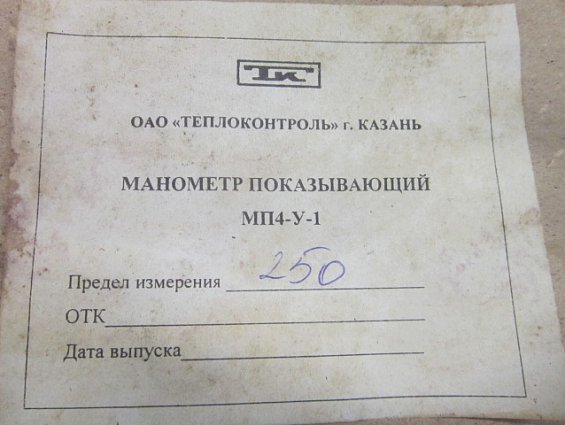 ТК
ОАО «ТЕПЛОКОНТРОЛЬ» г. КАЗАНЬ
МАНОМЕТР ПОКАЗЫВАЮЩИЙ
МП4-У-1
Предел измерения 250
ОТК
Дата выпуска